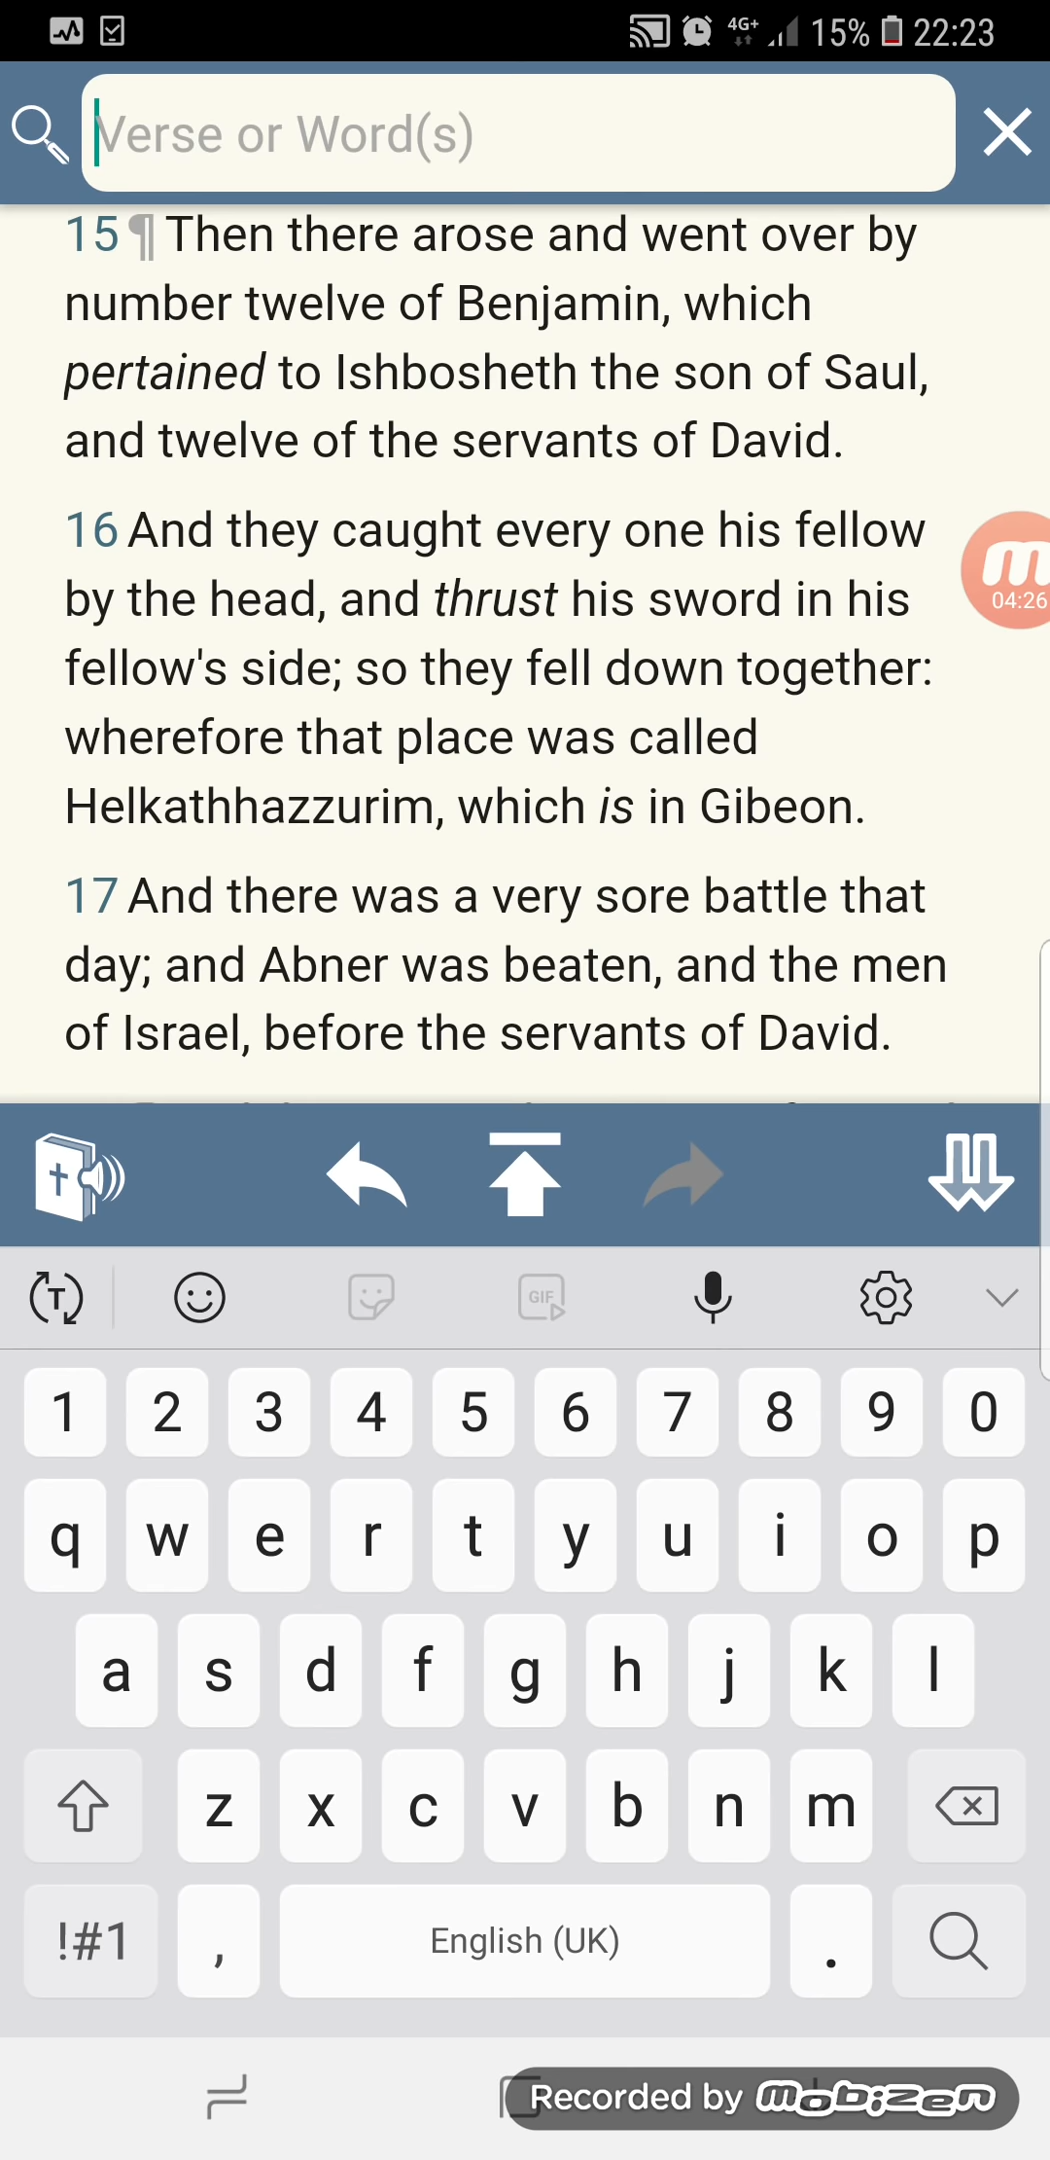 4G+ 15% 22:23
Verse or Word(s)
15 ¶ Then there arose and went over by
number twelve of Benjamin, which
pertained to Ishbosheth the son of Saul,
and twelve of the servants of David.
16 And they caught every one his fellow
by the head, and thrust his sword in his
fellow's side; so they fell down together:
wherefore that place was called
Helkathhazzurim, which is in Gibeon.
17 And there was a very sore battle that
day; and Abner was beaten, and the men
of Israel, before the servants of David.
m
04:26
T GIF
1 2 3 4 5 6 7 8 9 0
q w e r t y u i o p
a s d f g h j k l
z x c v b n m
!#1 , English (UK) .
Recorded by mobizen